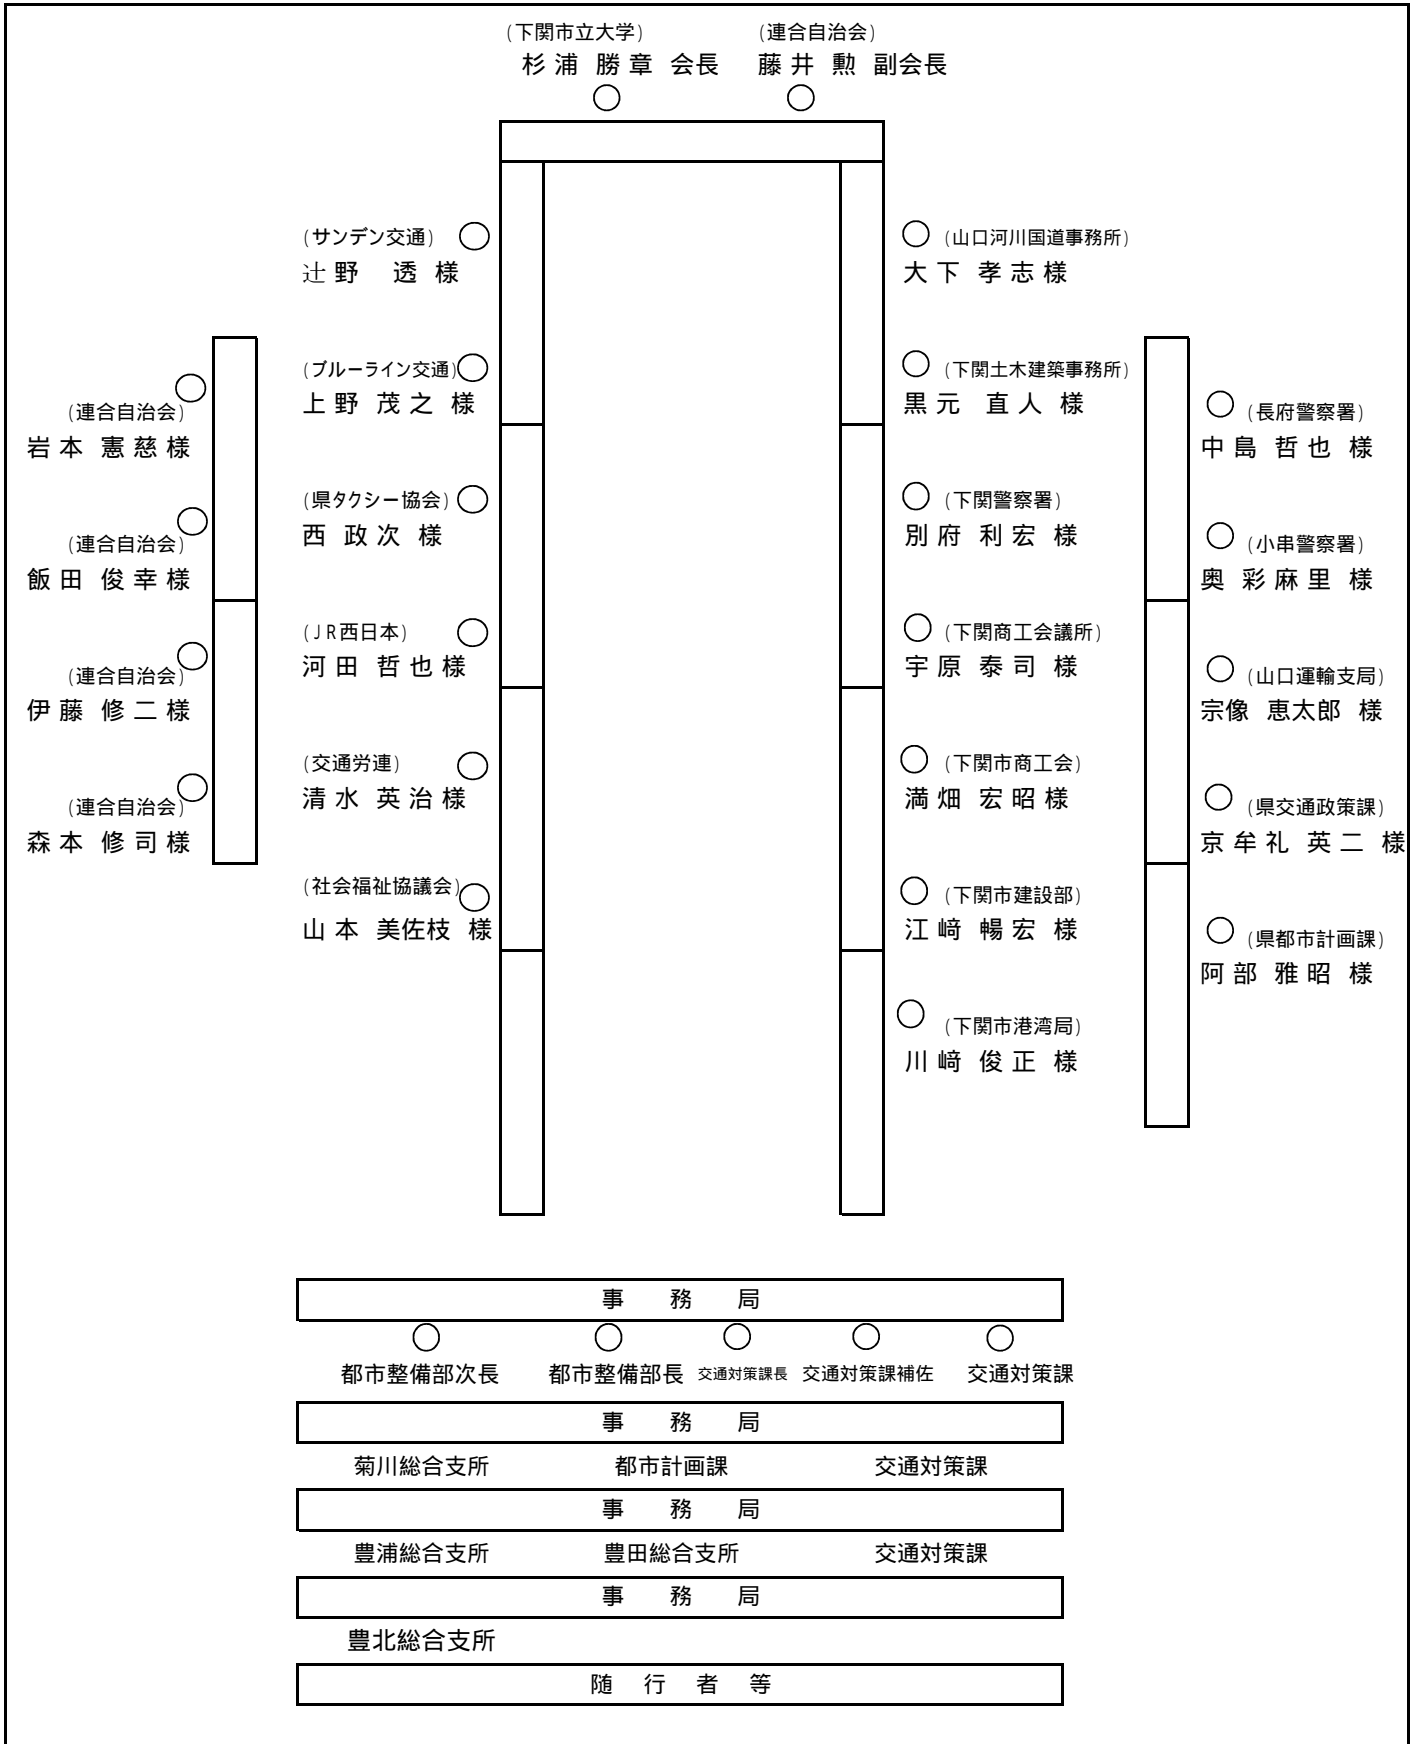 (下関市立大学)
杉浦 勝章 会長
(連合自治会)
藤井 勲 副会長
(サンデン交通)
辻野 透 様
(ブルーライン交通)
上野 茂之 様
(県タクシー協会)
西 政次 様
(JR西日本)
河田 哲也様
(交通労連)
清水 英治様
(社会福祉協議会)
山本 美佐枝 様
(山口河川国道事務所)
大下 孝志様
(下関土木建築事務所)
黒元 直人 様
(下関警察署)
別府 利宏 様
(下関商工会議所)
宇原 泰司 様
(下関市商工会)
満畑 宏昭様
(下関市建設部)
江﨑 暢宏 様
(下関市港湾局)
川﨑 俊正 様
(連合自治会)
岩本 憲慈様
(連合自治会)
飯田 俊幸様
(連合自治会)
伊藤 修二様
(連合自治会)
森本 修司様
(長府警察署)
中島 哲也 様
(小串警察署)
奥 彩麻里 様
(山口運輸支局)
宗像 恵太郎 様
(県交通政策課)
京牟礼 英二 様
(県都市計画課)
阿部 雅昭 様
事 務 局
都市整備部次長 都市整備部長 交通対策課長 交通対策課補佐 交通対策課
事 務 局
菊川総合支所 都市計画課 交通対策課
事 務 局
豊浦総合支所 豊田総合支所 交通対策課
事 務 局
豊北総合支所
随 行 者 等